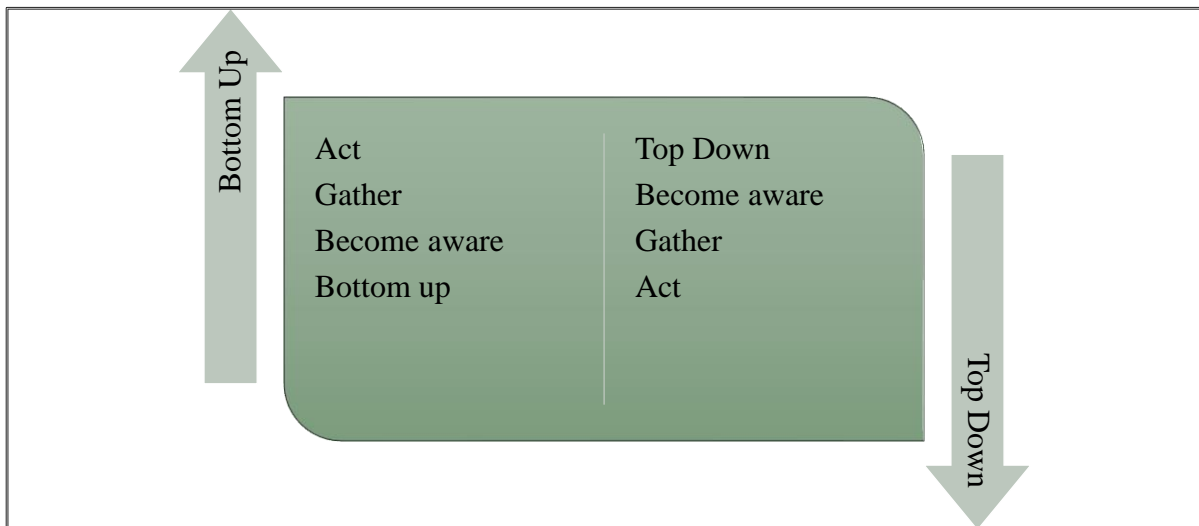 Bottom Up
Act
Gather
Become aware
Bottom up
Top Down
Become aware
Gather
Act
Top Down